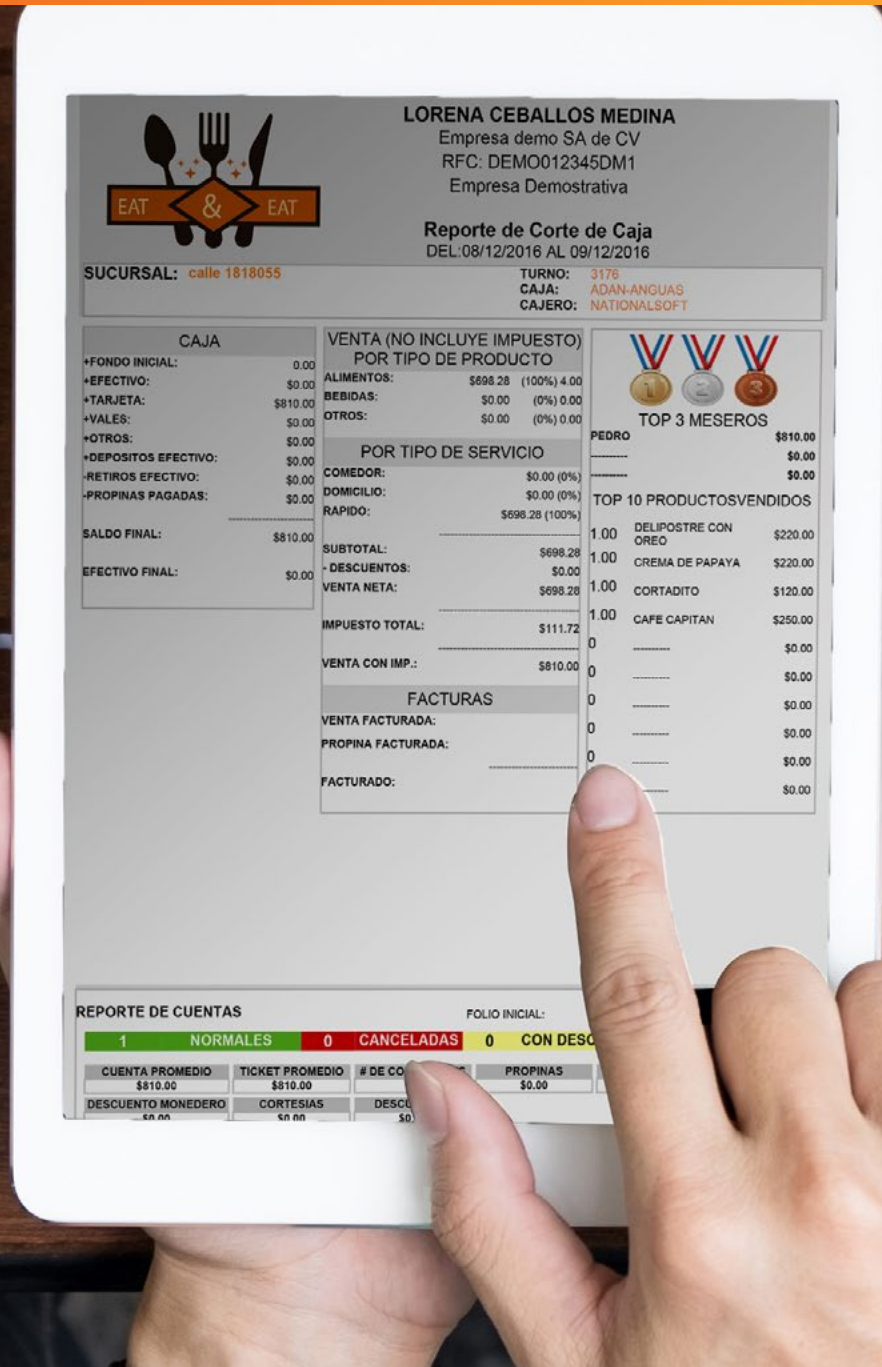 EAT & EAT
LORENA CEBALLOS MEDINA
Empresa demo SA de CV
RFC: DEMO012345DM1
Empresa Demostrativa
Reporte de Corte de Caja
DEL:08/12/2016 AL 09/12/2016
SUCURSAL: calle 1818055
TURNO: 3176
CAJA: ADAN-ANGUAS
CAJERO: NATIONALSOFT
CAJA
+FONDO INICIAL: 0.00
+EFECTIVO: $0.00
+TARJETA: $810.00
+VALES: $0.00
+OTROS: $0.00
+DEPOSITOS EFECTIVO: $0.00
-RETIROS EFECTIVO: $0.00
-PROPINAS PAGADAS: $0.00
SALDO FINAL: $810.00
EFECTIVO FINAL: $0.00
VENTA (NO INCLUYE IMPUESTO)
POR TIPO DE PRODUCTO
ALIMENTOS: $698.28 (100%) 4.00
BEBIDAS: $0.00 (0%) 0.00
OTROS: $0.00 (0%) 0.00
POR TIPO DE SERVICIO
COMEDOR: $0.00 (0%)
DOMICILIO: $0.00 (0%)
RAPIDO: $698.28 (100%)
SUBTOTAL: $698.28
- DESCUENTOS: $0.00
VENTA NETA: $698.28
IMPUESTO TOTAL: $111.72
VENTA CON IMP.: $810.00
FACTURAS
VENTA FACTURADA:
PROPINA FACTURADA:
FACTURADO:
1 2 3
TOP 3 MESEROS
PEDRO $810.00
---------- $0.00
---------- $0.00
TOP 10 PRODUCTOSVENDIDOS
1.00 DELIPOSTRE CON
OREO $220.00
1.00 CREMA DE PAPAYA $220.00
1.00 CORTADITO $120.00
1.00 CAFE CAPITAN $250.00
0 ---------- $0.00
0 ---------- $0.00
0 ---------- $0.00
0 ---------- $0.00
0 ---------- $0.00
$0.00
REPORTE DE CUENTAS
FOLIO INICIAL:
1 NORMALES 0 CANCELADAS 0 CON
CUENTA PROMEDIO TICKET PROMEDIO # DE PROPINAS
$810.00 $810.00 $0.00
DESCUENTO MONEDERO CORTESIAS
$0.00 $0.00